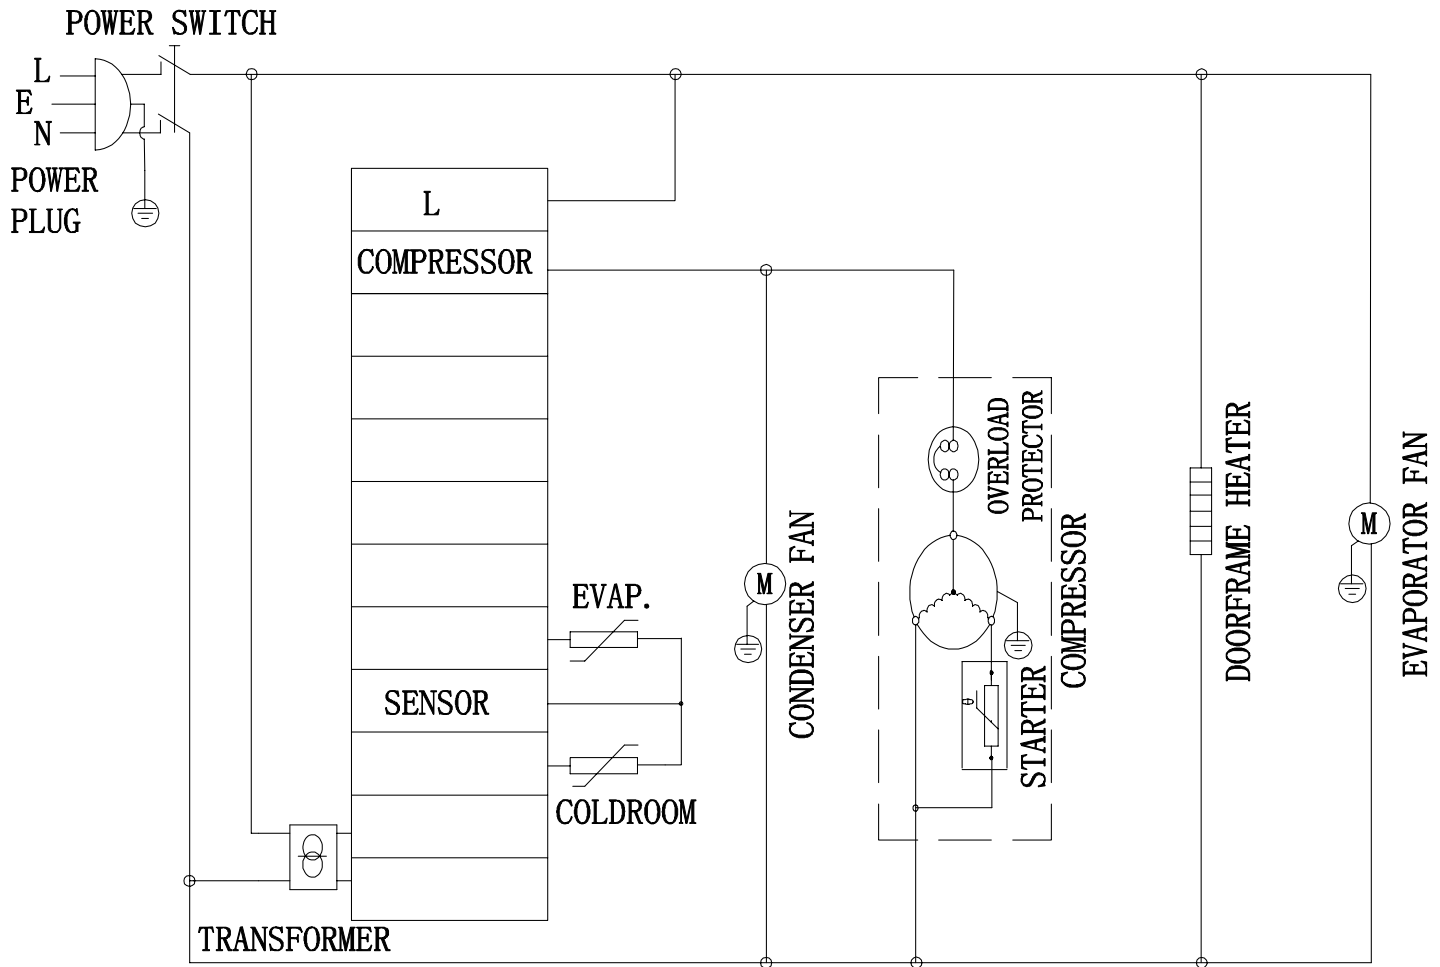 POWER SWITCH
L
E
N
POWER
PLUG
L
COMPRESSOR
EVAP.
SENSOR
COLDROOM
TRANSFORMER
CONDENSER FAN
M
OVERLOAD
PROTECTOR
COMPRESSOR
STARTER
θ
DOORFRAME HEATER
M
EVAPORATOR FAN